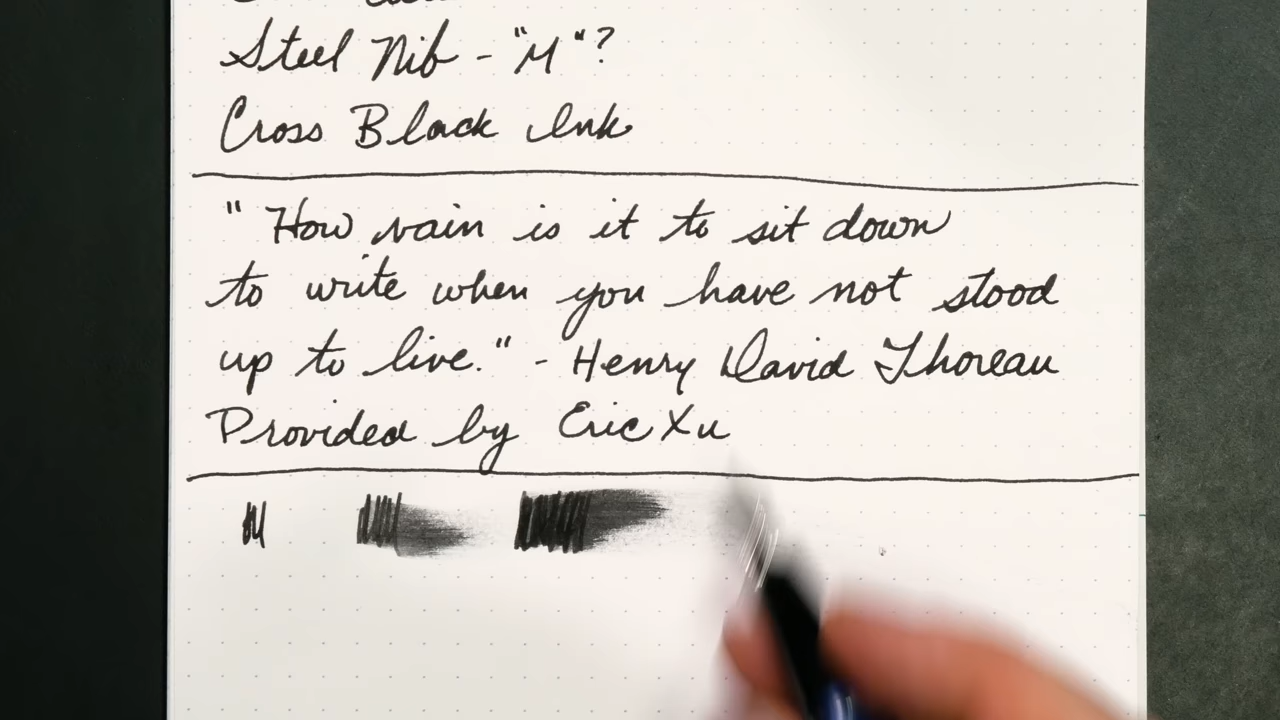 Steel Nib - "M"?
Cross Black Ink
"How vain is it to sit down
to write when you have not stood
up to live." - Henry David Thoreau
Provided by Eric Xu